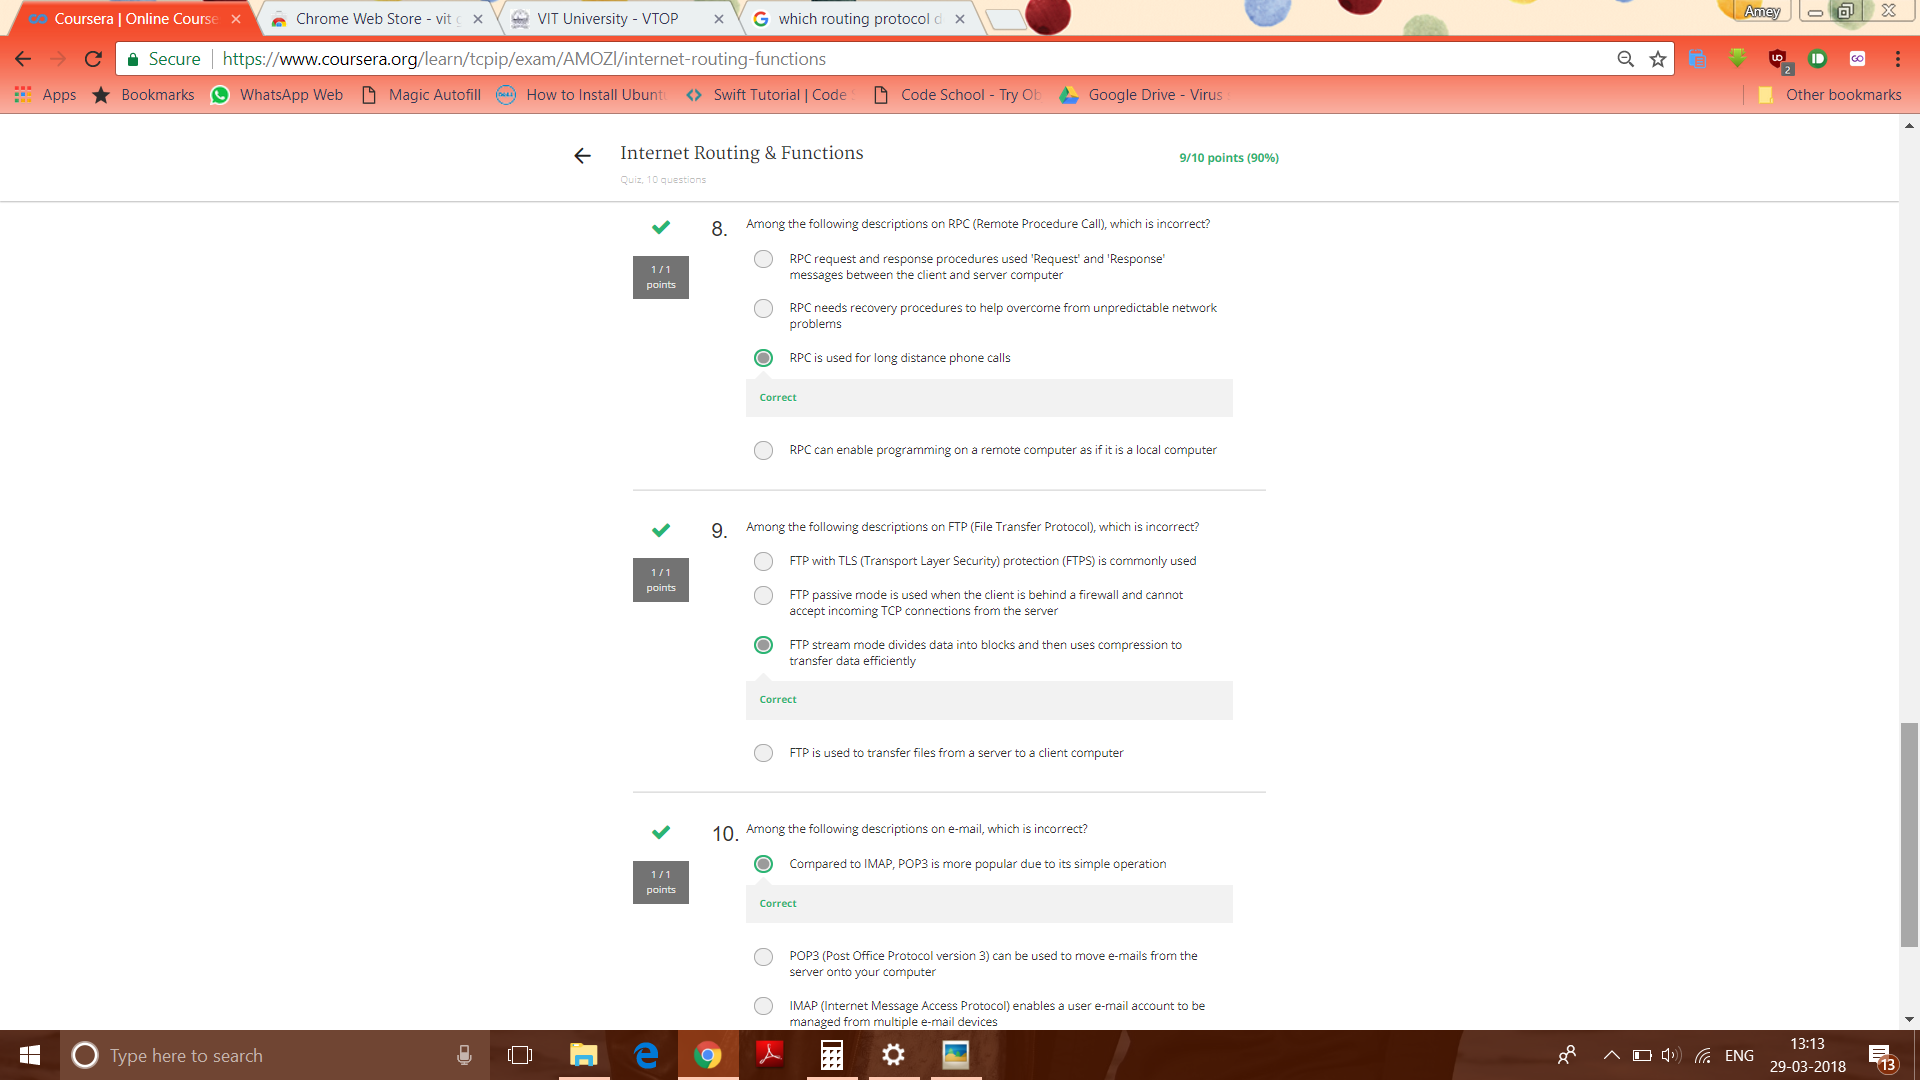 Coursera | Online Course
Chrome Web Store - vit
VIT University - VTOP
which routing protocol d
Amey
Secure
https://www.coursera.org/learn/tcpip/exam/AMOZl/internet-routing-functions
2
Apps
Bookmarks
WhatsApp Web
Magic Autofill
How to Install Ubunt
Swift Tutorial | Code
Code School - Try Ob
Google Drive - Virus
Other bookmarks
Internet Routing & Functions
9/10 points (90%)
Quiz, 10 questions
8.
Among the following descriptions on RPC (Remote Procedure Call), which is incorrect?
1 / 1
points
RPC request and response procedures used 'Request' and 'Response'
messages between the client and server computer
RPC needs recovery procedures to help overcome from unpredictable network
problems
RPC is used for long distance phone calls
Correct
RPC can enable programming on a remote computer as if it is a local computer
9.
Among the following descriptions on FTP (File Transfer Protocol), which is incorrect?
1 / 1
points
FTP with TLS (Transport Layer Security) protection (FTPS) is commonly used
FTP passive mode is used when the client is behind a firewall and cannot
accept incoming TCP connections from the server
FTP stream mode divides data into blocks and then uses compression to
transfer data efficiently
Correct
FTP is used to transfer files from a server to a client computer
10.
Among the following descriptions on e-mail, which is incorrect?
1 / 1
points
Compared to IMAP, POP3 is more popular due to its simple operation
Correct
POP3 (Post Office Protocol version 3) can be used to move e-mails from the
server onto your computer
IMAP (Internet Message Access Protocol) enables a user e-mail account to be
managed from multiple e-mail devices
Type here to search
ENG
13:13
29-03-2018
13